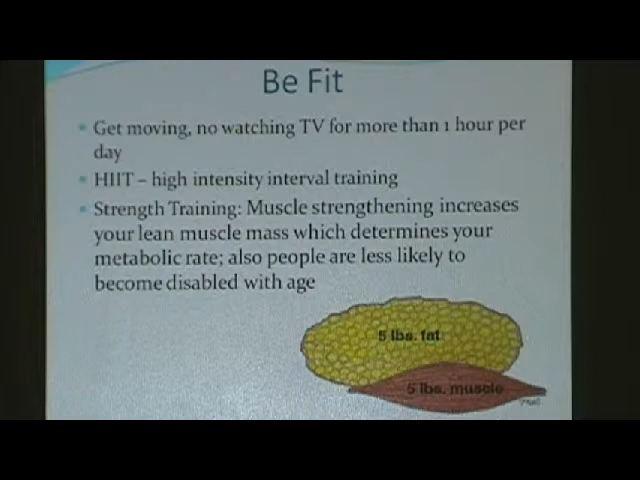 Be Fit
Get moving, no watching TV for more than 1 hour per
day
HIIT – high intensity interval training
Strength Training: Muscle strengthening increases
your lean muscle mass which determines your
metabolic rate; also people are less likely to
become disabled with age
5 lbs. fat
5 lbs. muscle